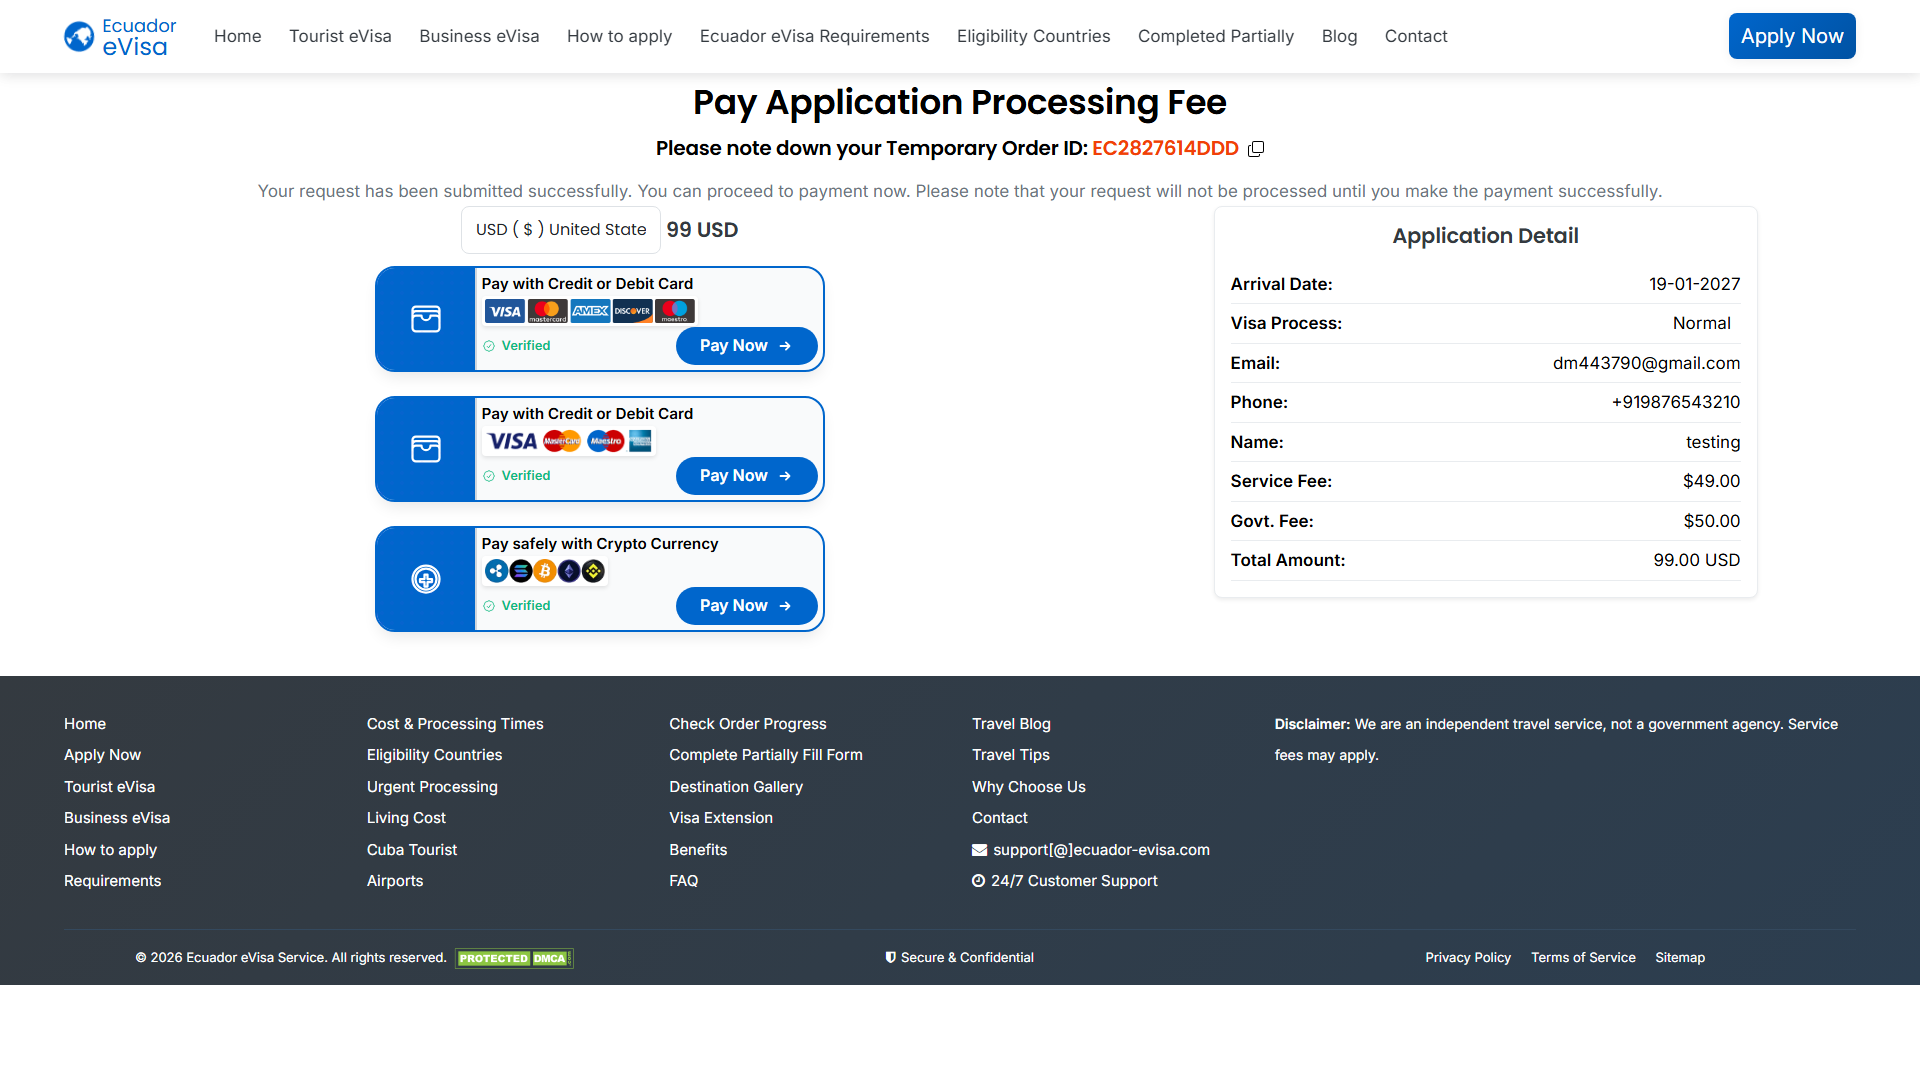 Ecuador
eVisa
Home
Tourist eVisa
Business eVisa
How to apply
Ecuador eVisa Requirements
Eligibility Countries
Completed Partially
Blog
Contact
Apply Now
Pay Application Processing Fee
Please note down your Temporary Order ID: EC2827614DDD
Your request has been submitted successfully. You can proceed to payment now. Please note that your request will not be processed until you make the payment successfully.
USD ( $ ) United State
99 USD
Pay with Credit or Debit Card
VISA
mastercard
AMEX
DISCOVER
maestro
Verified
Pay Now
Pay with Credit or Debit Card
VISA
MasterCard
Maestro
Verified
Pay Now
Pay safely with Crypto Currency
Verified
Pay Now
Application Detail
Arrival Date: 19-01-2027
Visa Process: Normal
Email: dm443790@gmail.com
Phone: +919876543210
Name: testing
Service Fee: $49.00
Govt. Fee: $50.00
Total Amount: 99.00 USD
Home
Apply Now
Tourist eVisa
Business eVisa
How to apply
Requirements
Cost & Processing Times
Eligibility Countries
Urgent Processing
Living Cost
Cuba Tourist
Airports
Check Order Progress
Complete Partially Fill Form
Destination Gallery
Visa Extension
Benefits
FAQ
Travel Blog
Travel Tips
Why Choose Us
Contact
support[@]ecuador-evisa.com
24/7 Customer Support
Disclaimer: We are an independent travel service, not a government agency. Service
fees may apply.
© 2026 Ecuador eVisa Service. All rights reserved.
PROTECTED DMCA
Secure & Confidential
Privacy Policy
Terms of Service
Sitemap